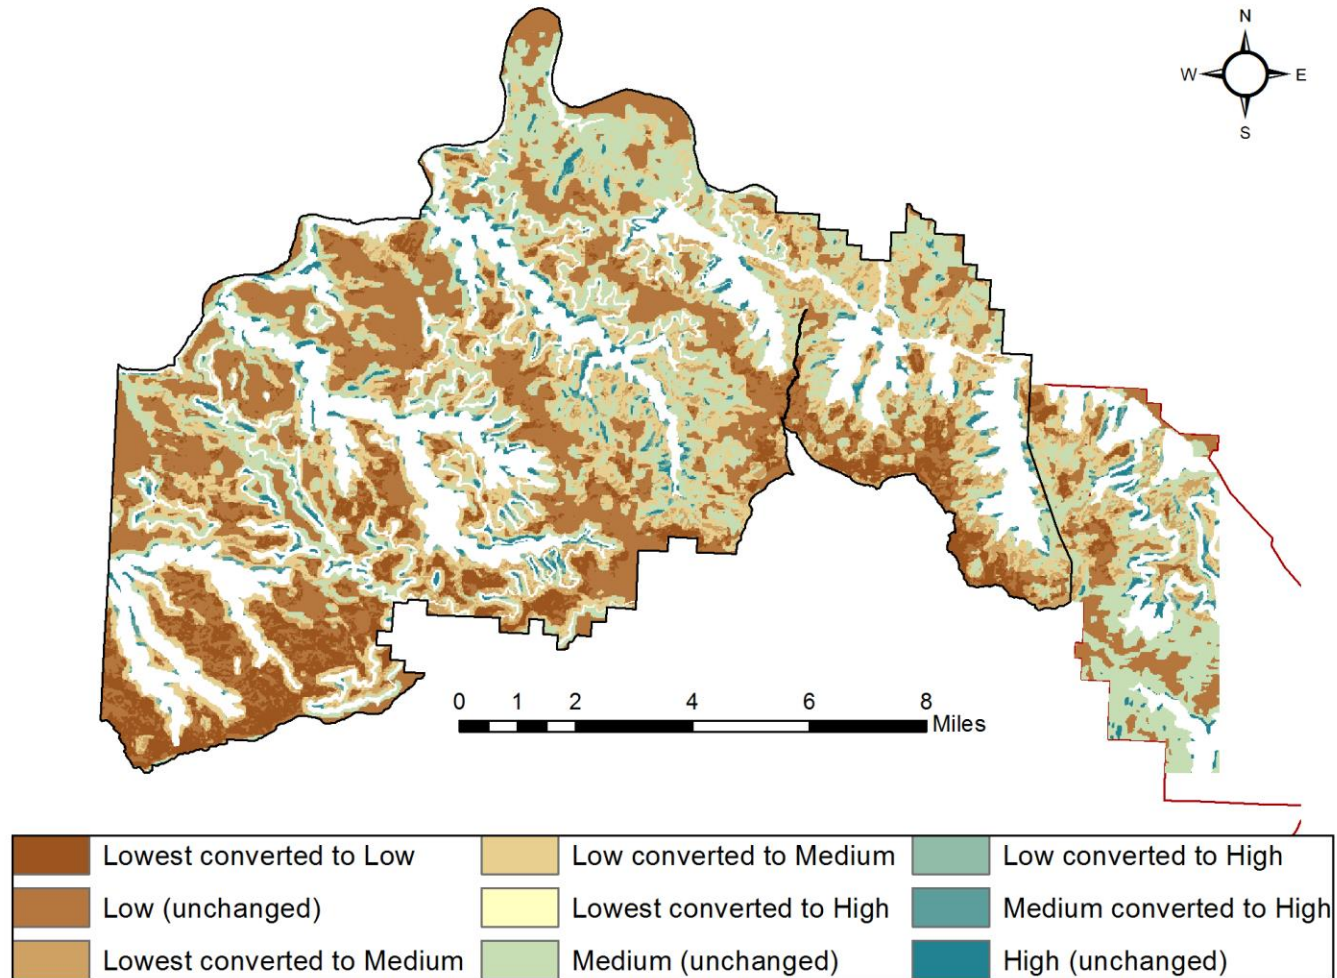 N
W E
S
0 1 2 4 6 8
Miles
Lowest converted to Low Low converted to Medium Low converted to High
Low (unchanged) Lowest converted to High Medium converted to High
Lowest converted to Medium Medium (unchanged) High (unchanged)